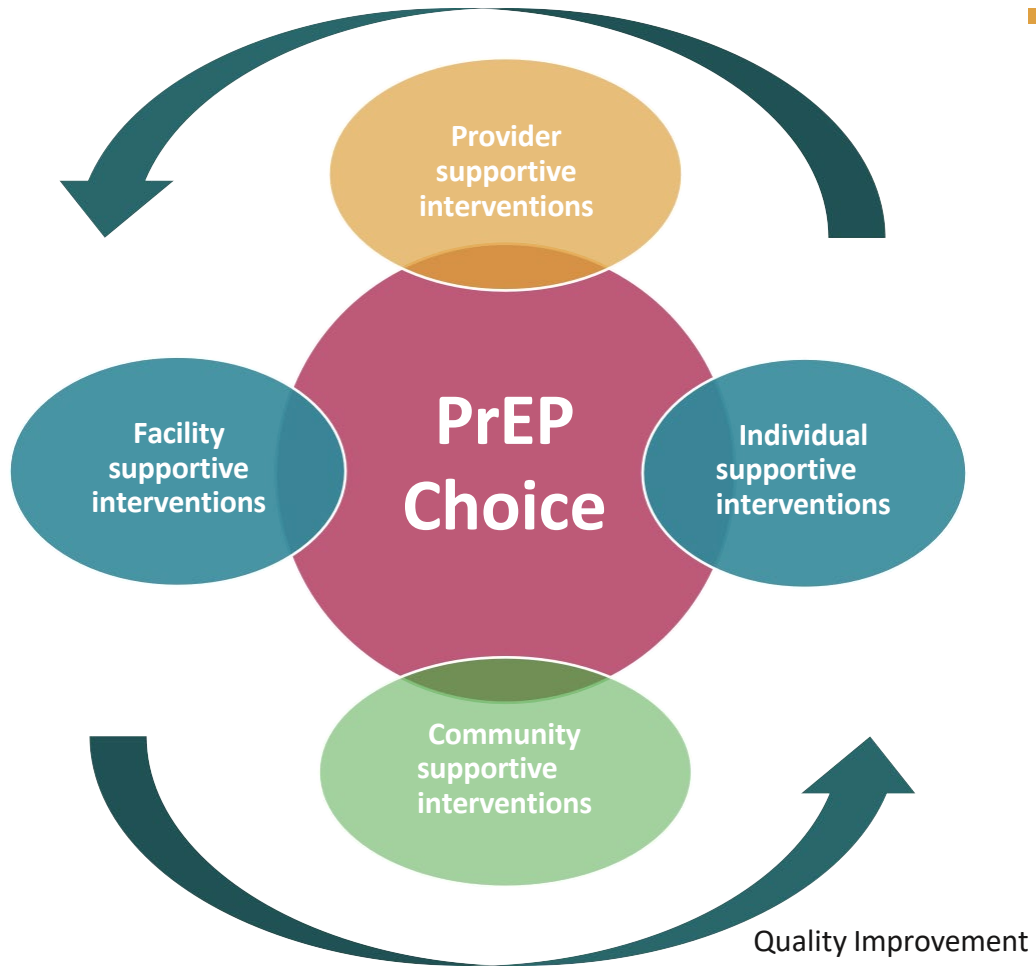 Provider
supportive
interventions
PrEP
Choice
Facility
supportive
interventions
Individual
supportive
interventions
Community
supportive
interventions
Quality Improvement